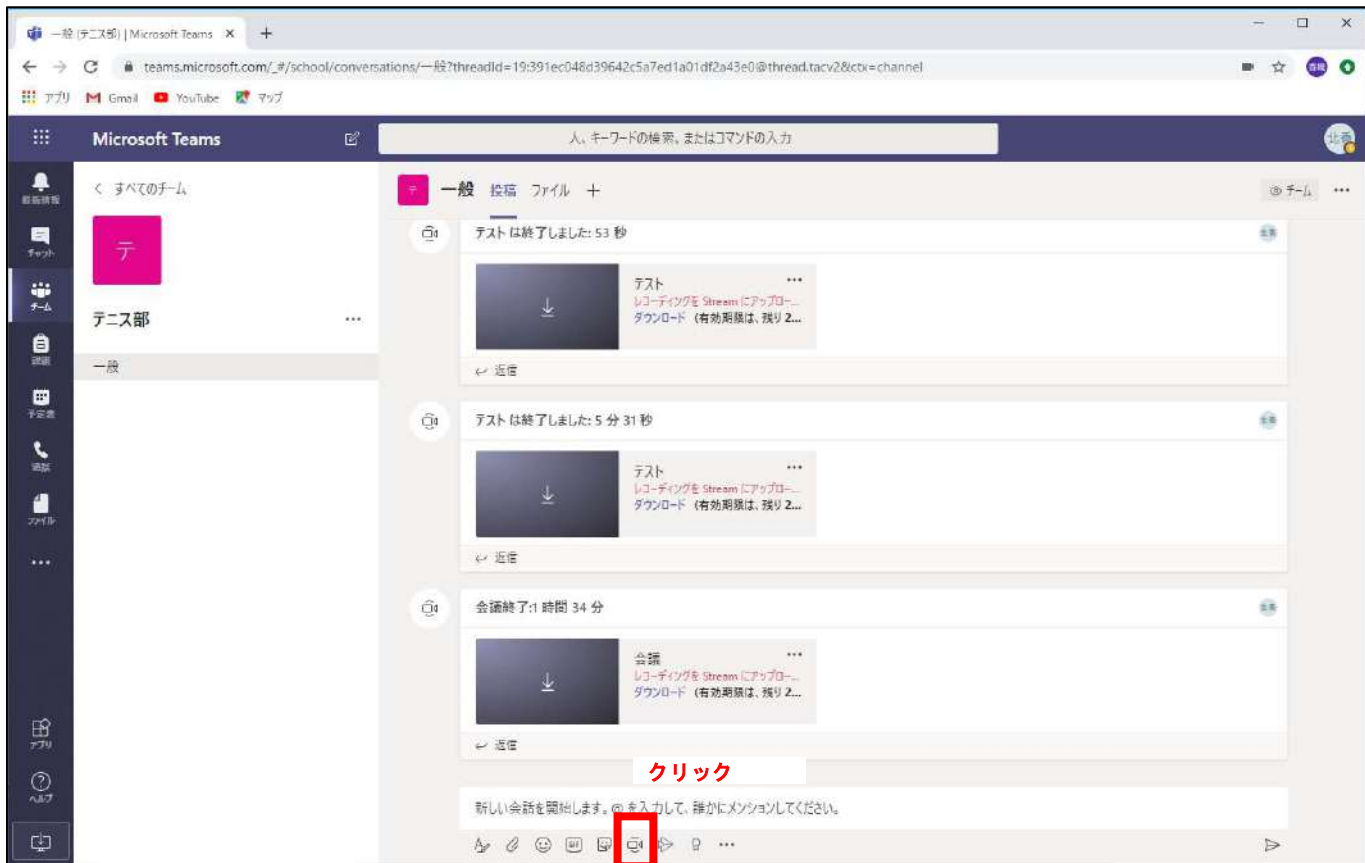 一般 (テニス部) | Microsoft Teams
teams.microsoft.com/_#/school/conversations/一般?threadId=19:391ec048d39642c5a7ed1a01df2a43e0@thread.tacv2&ctx=channel
アプリ Gmail YouTube マップ
Microsoft Teams
人、キーワードの検索、またはコマンドの入力
最新情報
チャット
チーム
課題
予定表
通話
ファイル
アプリ
ヘルプ
すべてのチーム
テ
テニス部
一般
テ 一般 投稿 ファイル
チーム
テスト は終了しました: 53 秒
テスト
レコーディングを Stream にアップロー...
ダウンロード (有効期限は、残り 2...
返信
テスト は終了しました: 5 分 31 秒
テスト
レコーディングを Stream にアップロー...
ダウンロード (有効期限は、残り 2...
返信
会議終了:1 時間 34 分
会議
レコーディングを Stream にアップロー...
ダウンロード (有効期限は、残り 2...
返信
クリック
新しい会話を開始します。@ を入力して、誰かにメンションしてください。
GIF